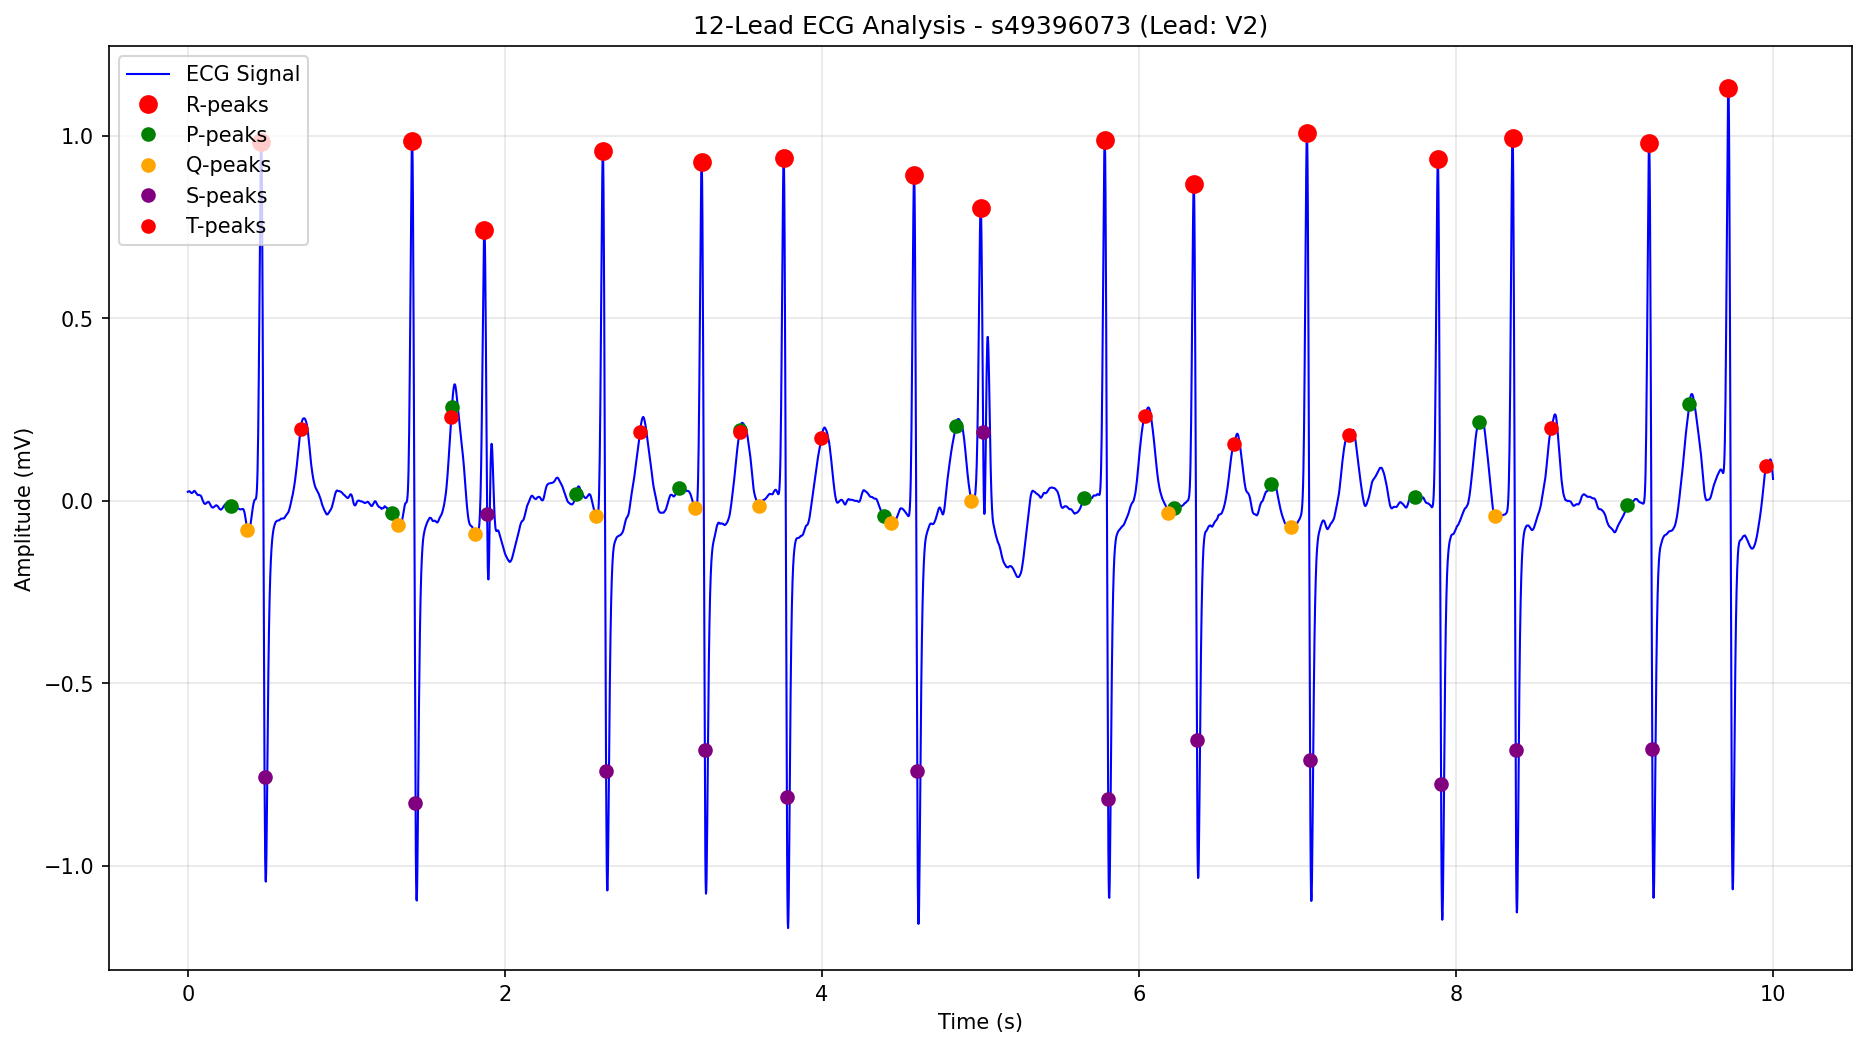 12-Lead ECG Analysis - s49396073 (Lead: V2)
ECG Signal
R-peaks
P-peaks
Q-peaks
S-peaks
T-peaks
1.0
0.5
0.0
−0.5
−1.0
Amplitude (mV)
0 2 4 6 8 10
Time (s)